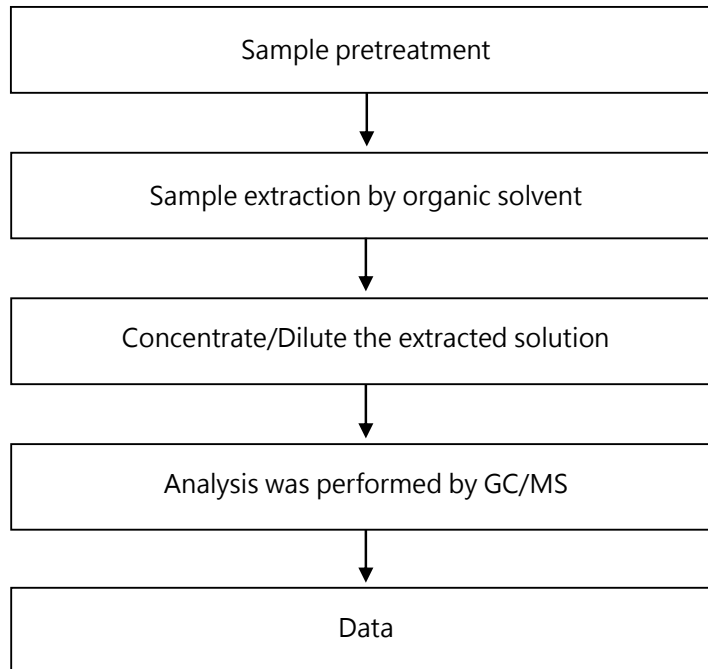 Sample pretreatment
Sample extraction by organic solvent
Concentrate/Dilute the extracted solution
Analysis was performed by GC/MS
Data